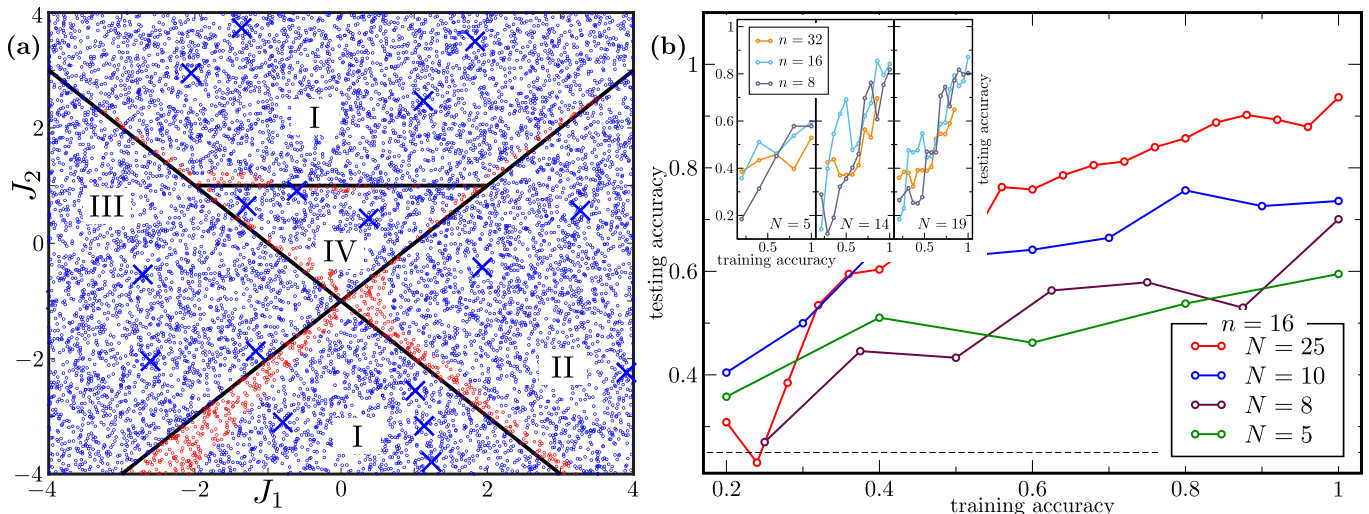 (a)
4
2
0
−2
−4
J₂
I
III
IV
II
I
−4
−2
0
2
4
J₁
(b)
1
0.8
0.6
0.4
testing accuracy
0.2
0.4
0.6
0.8
1
training accuracy
1
0.8
0.6
0.4
0.2
n = 32
n = 16
n = 8
N = 5
N = 14
N = 19
0.5
1
0.5
1
0.5
1
training accuracy
testing accuracy
n = 16
N = 25
N = 10
N = 8
N = 5